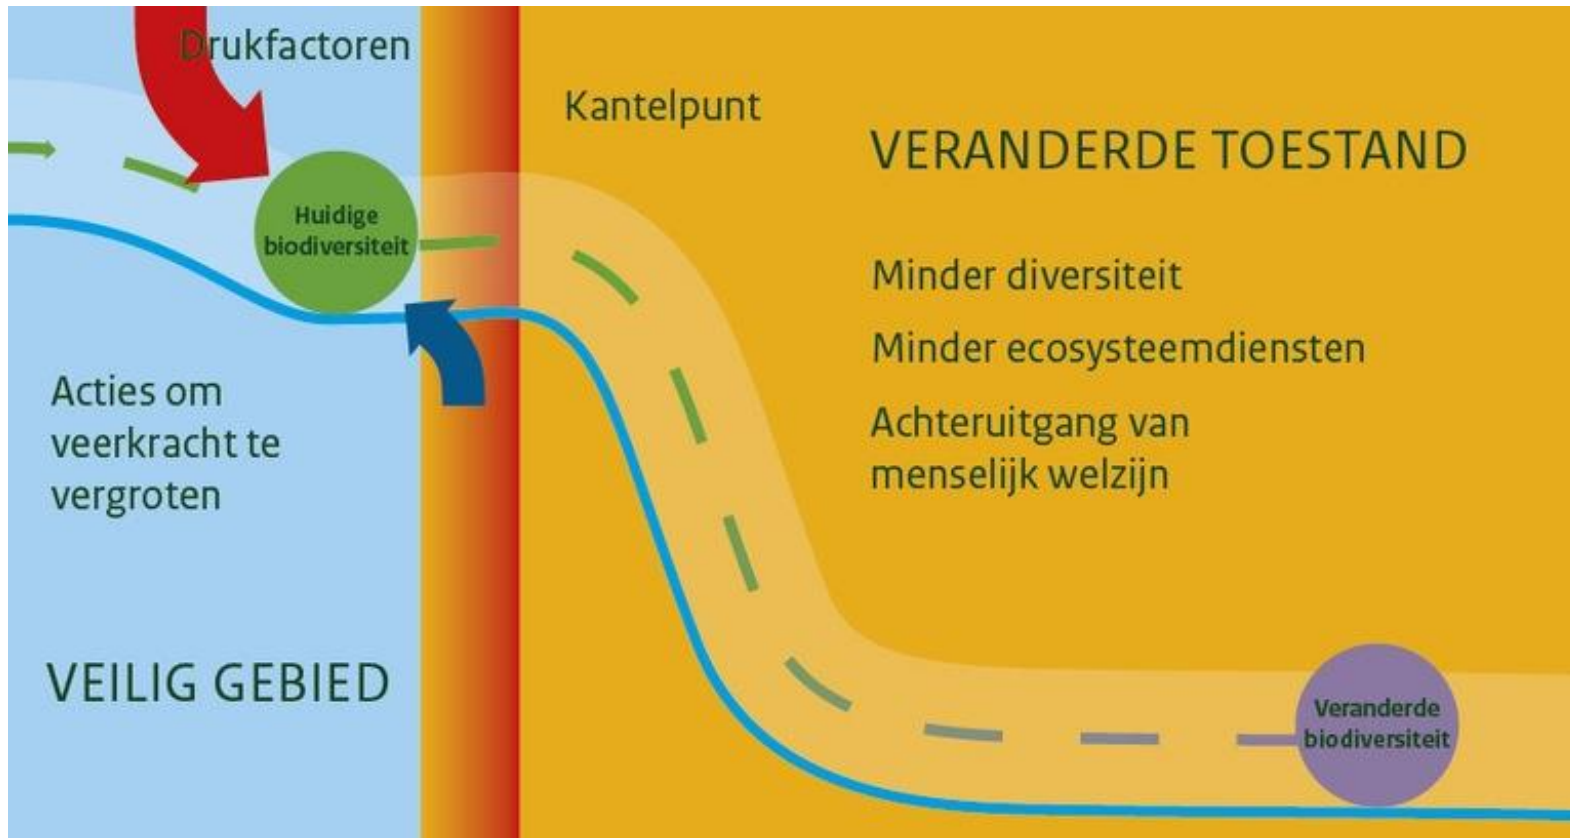 Drukfactoren
Kantelpunt
VERANDERDE TOESTAND
Huidige
biodiversiteit
Minder diversiteit
Minder ecosysteemdiensten
Achteruitgang van
menselijk welzijn
Acties om
veerkracht te
vergroten
VEILIG GEBIED
Veranderde
biodiversiteit